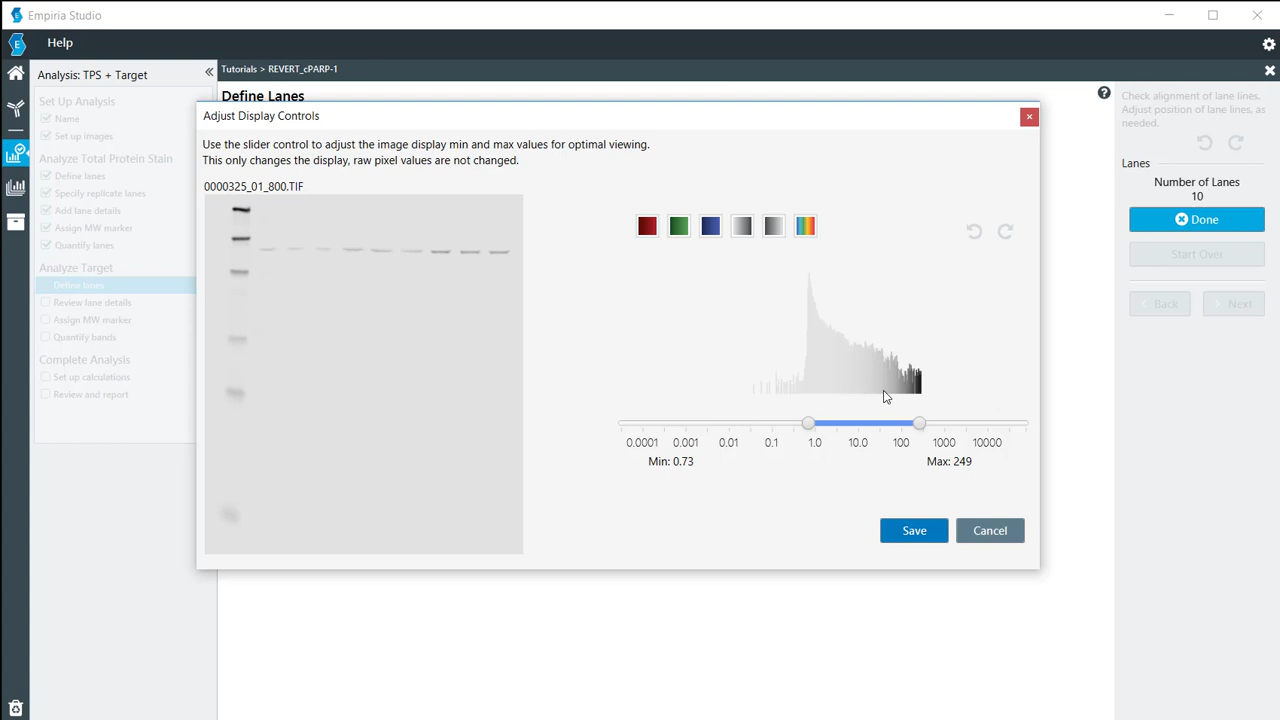 Empiria Studio
Help
Analysis: TPS + Target
Set Up Analysis
Name
Set up images
Analyze Total Protein Stain
Define lanes
Specify replicate lanes
Add lane details
Assign MW marker
Quantify lanes
Analyze Target
Define lanes
Review lane details
Assign MW marker
Quantify bands
Complete Analysis
Set up calculations
Review and report
Tutorials > REVERT_cPARP-1
Define Lanes
Adjust Display Controls
Use the slider control to adjust the image display min and max values for optimal viewing.
This only changes the display, raw pixel values are not changed.
0000325_01_800.TIF
0.0001 0.001 0.01 0.1 1.0 10.0 100 1000 10000
Min: 0.73 Max: 249
Save Cancel
Check alignment of lane lines.
Adjust position of lane lines, as
needed.
Lanes
Number of Lanes
10
Done
Start Over
< Back Next